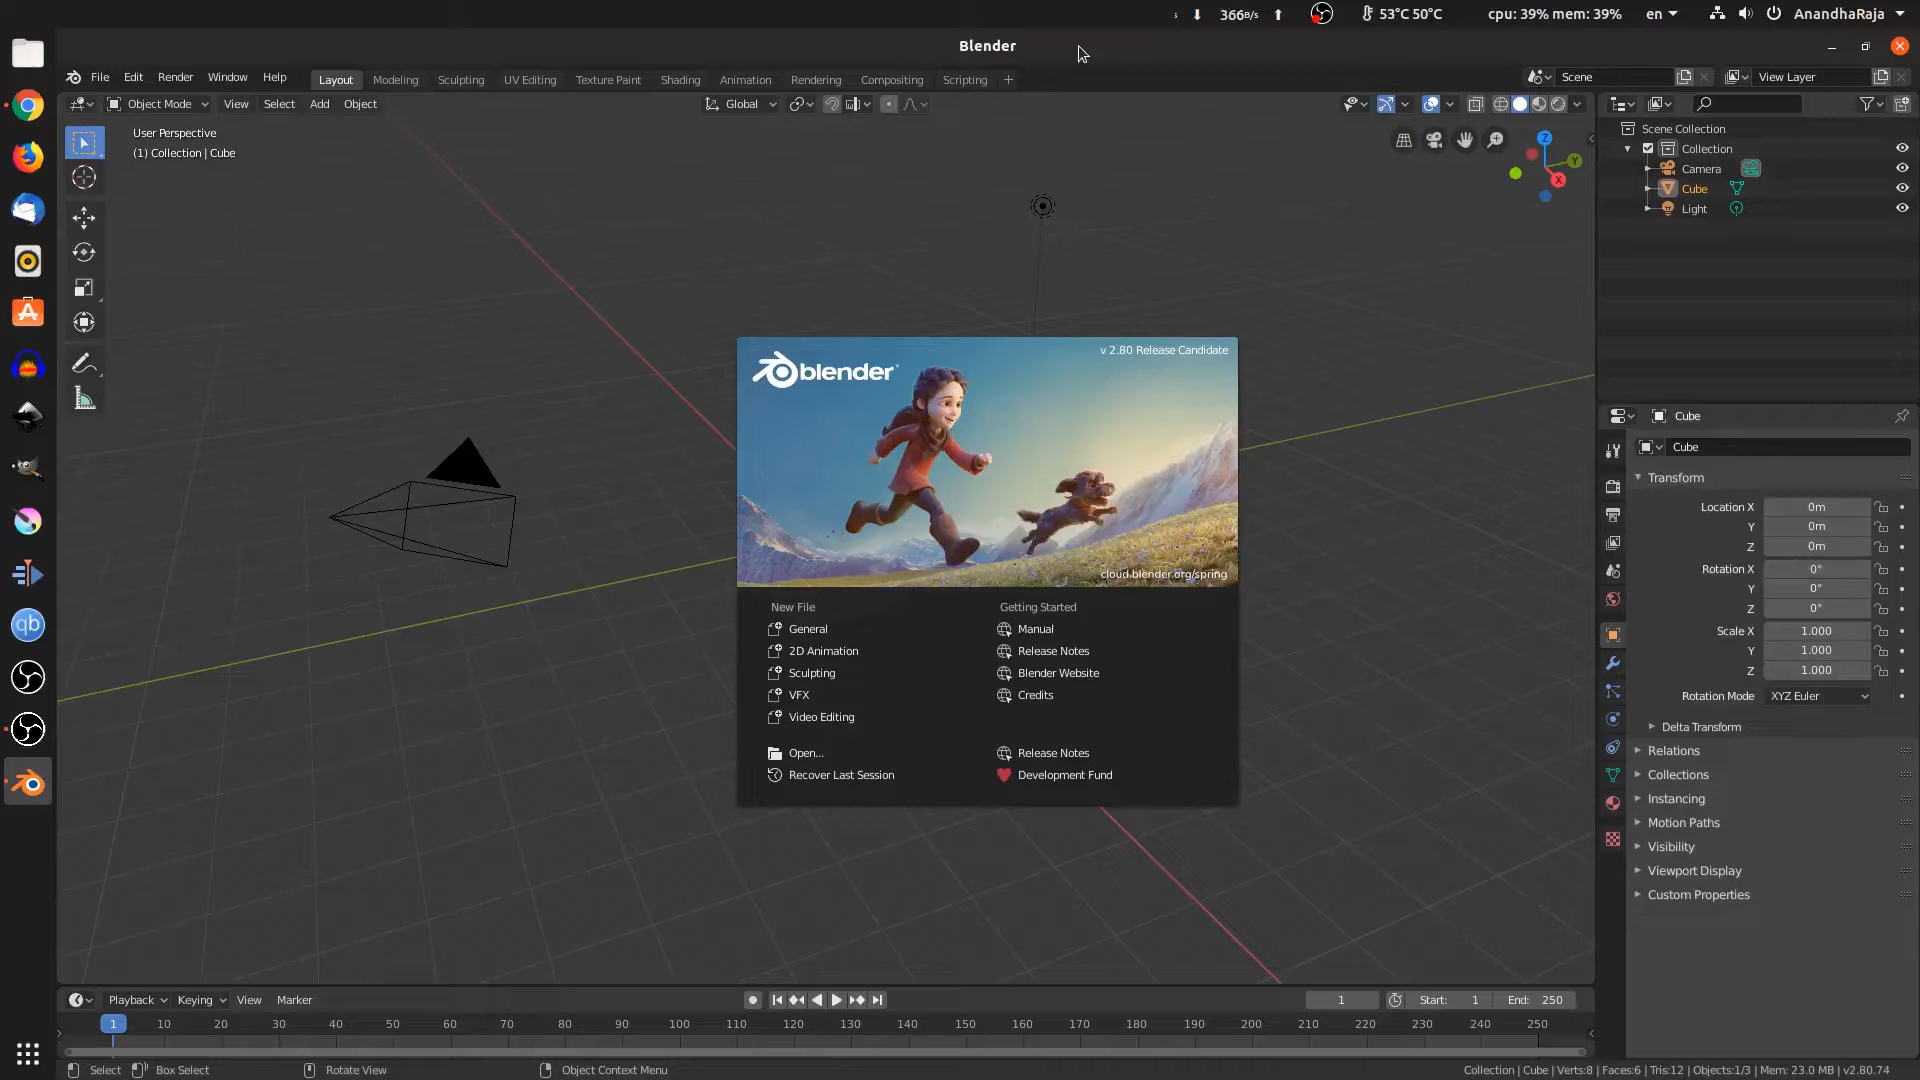 366B/s 53°C 50°C cpu: 39% mem: 39% en AnandhaRaja
Blender
File Edit Render Window Help Layout Modeling Sculpting UV Editing Texture Paint Shading Animation Rendering Compositing Scripting + Scene View Layer
Object Mode View Select Add Object Global
User Perspective
(1) Collection | Cube
Z
Y
X
Scene Collection
Collection
Camera
Cube
Light
blender
v 2.80 Release Candidate
cloud.blender.org/spring
New File Getting Started
General Manual
2D Animation Release Notes
Sculpting Blender Website
VFX Credits
Video Editing
Open... Release Notes
Recover Last Session Development Fund
Cube
Cube
Transform
Location X 0m
Y 0m
Z 0m
Rotation X 0°
Y 0°
Z 0°
Scale X 1.000
Y 1.000
Z 1.000
Rotation Mode XYZ Euler
Delta Transform
Relations
Collections
Instancing
Motion Paths
Visibility
Viewport Display
Custom Properties
qb
Playback Keying View Marker 1 Start: 1 End: 250
1 10 20 30 40 50 60 70 80 90 100 110 120 130 140 150 160 170 180 190 200 210 220 230 240 250
Select Box Select Rotate View Object Context Menu Collection | Cube | Verts:8 | Faces:6 | Tris:12 | Objects:1/3 | Mem: 23.0 MB | v2.80.74